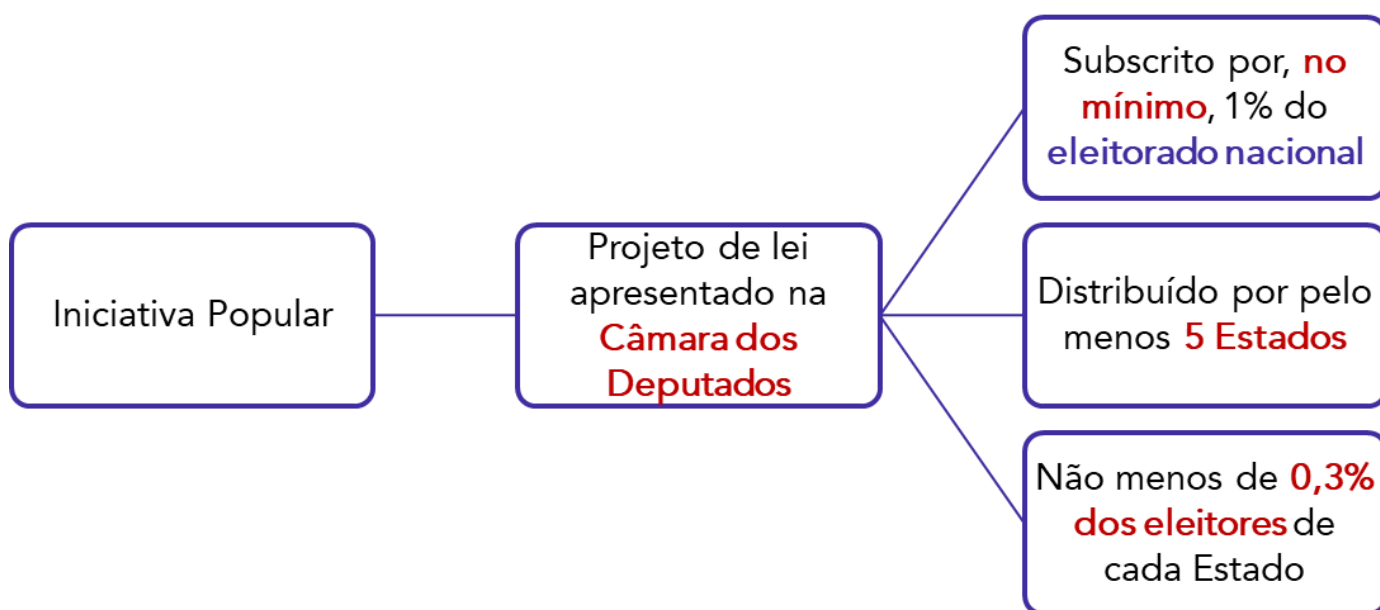 Iniciativa Popular
Projeto de lei
apresentado na
Câmara dos
Deputados
Subscrito por, no
mínimo, 1% do
eleitorado nacional
Distribuído por pelo
menos 5 Estados
Não menos de 0,3%
dos eleitores de
cada Estado